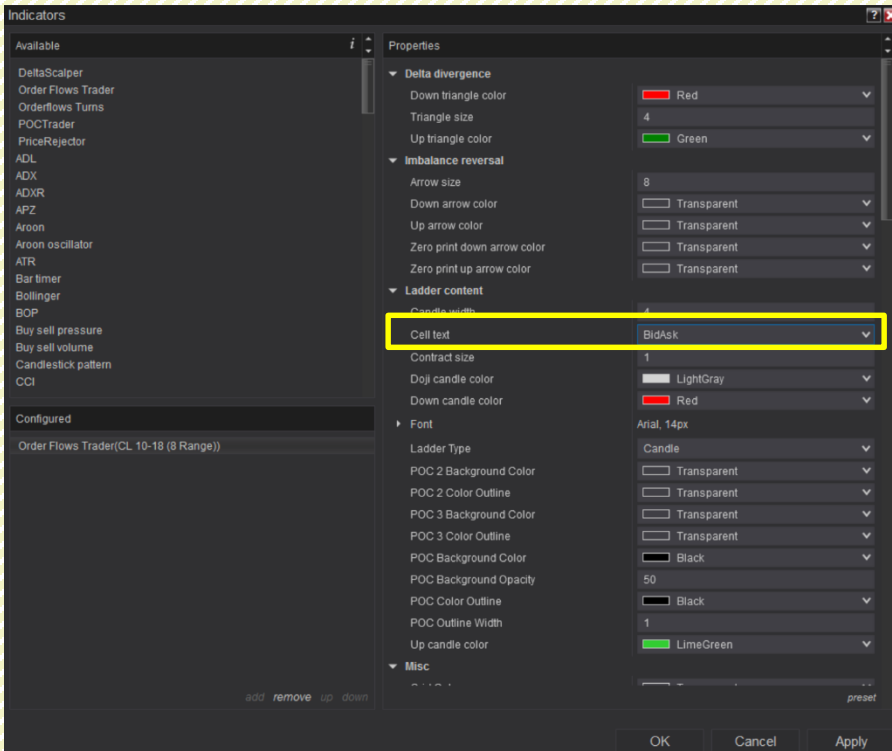 Indicators
?
Available
i
DeltaScalper
Order Flows Trader
Orderflows Turns
POCTrader
PriceRejector
ADL
ADX
ADXR
APZ
Aroon
Aroon oscillator
ATR
Bar timer
Bollinger
BOP
Buy sell pressure
Buy sell volume
Candlestick pattern
CCI
Configured
Order Flows Trader(CL 10-18 (8 Range))
add remove up down
Properties
Delta divergence
Down triangle color Red
Triangle size 4
Up triangle color Green
Imbalance reversal
Arrow size 8
Down arrow color Transparent
Up arrow color Transparent
Zero print down arrow color Transparent
Zero print up arrow color Transparent
Ladder content
Candle width 4
Cell text BidAsk
Contract size 1
Doji candle color LightGray
Down candle color Red
Font Arial, 14px
Ladder Type Candle
POC 2 Background Color Transparent
POC 2 Color Outline Transparent
POC 3 Background Color Transparent
POC 3 Color Outline Transparent
POC Background Color Black
POC Background Opacity 50
POC Color Outline Black
POC Outline Width 1
Up candle color LimeGreen
Misc
preset
OK Cancel Apply